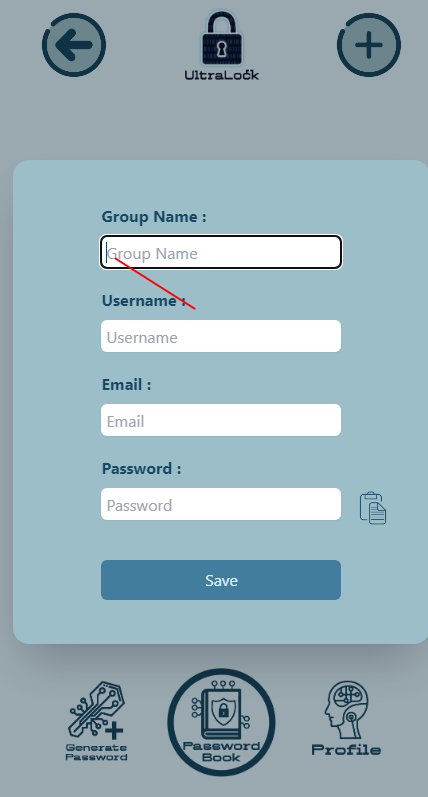 UltraLock
Group Name :
Group Name
Username :
Username
Email :
Email
Password :
Password
Save
Generate
Password
Password
Book
Profile